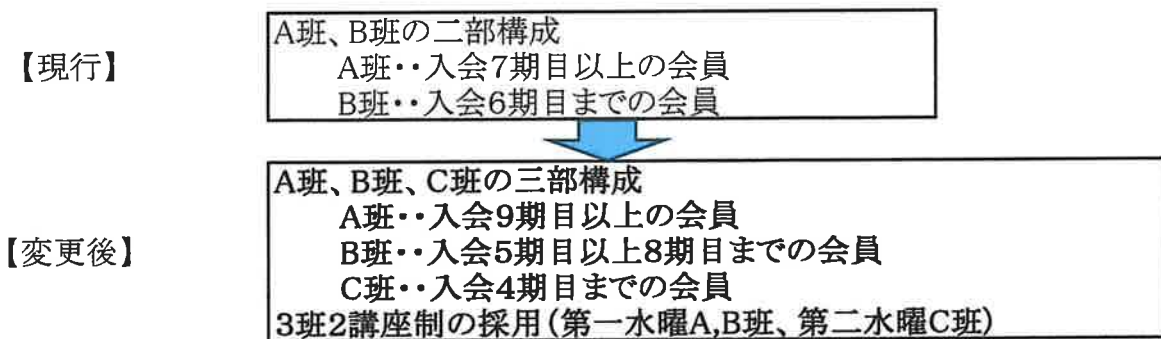 【現行】
A班、B班の二部構成
A班・・入会7期目以上の会員
B班・・入会6期目までの会員
【変更後】
A班、B班、C班の三部構成
A班・・入会9期目以上の会員
B班・・入会5期目以上8期目までの会員
C班・・入会4期目までの会員
3班2講座制の採用(第一水曜A,B班、第二水曜C班)